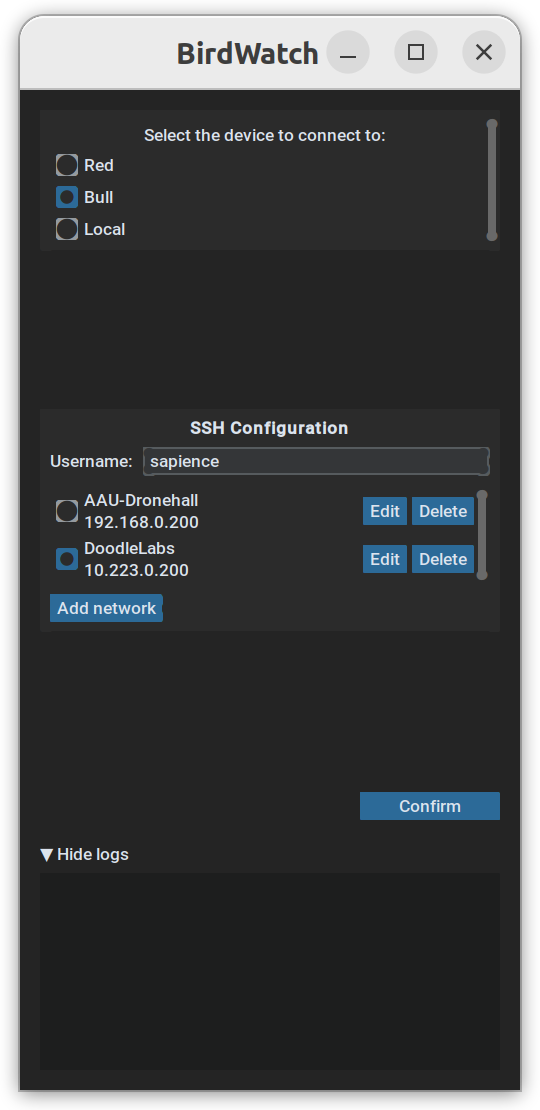 BirdWatch
Select the device to connect to:
Red
Bull
Local
SSH Configuration
Username: sapience
AAU-Dronehall
192.168.0.200
Edit Delete
DoodleLabs
10.223.0.200
Edit Delete
Add network
Confirm
▼ Hide logs